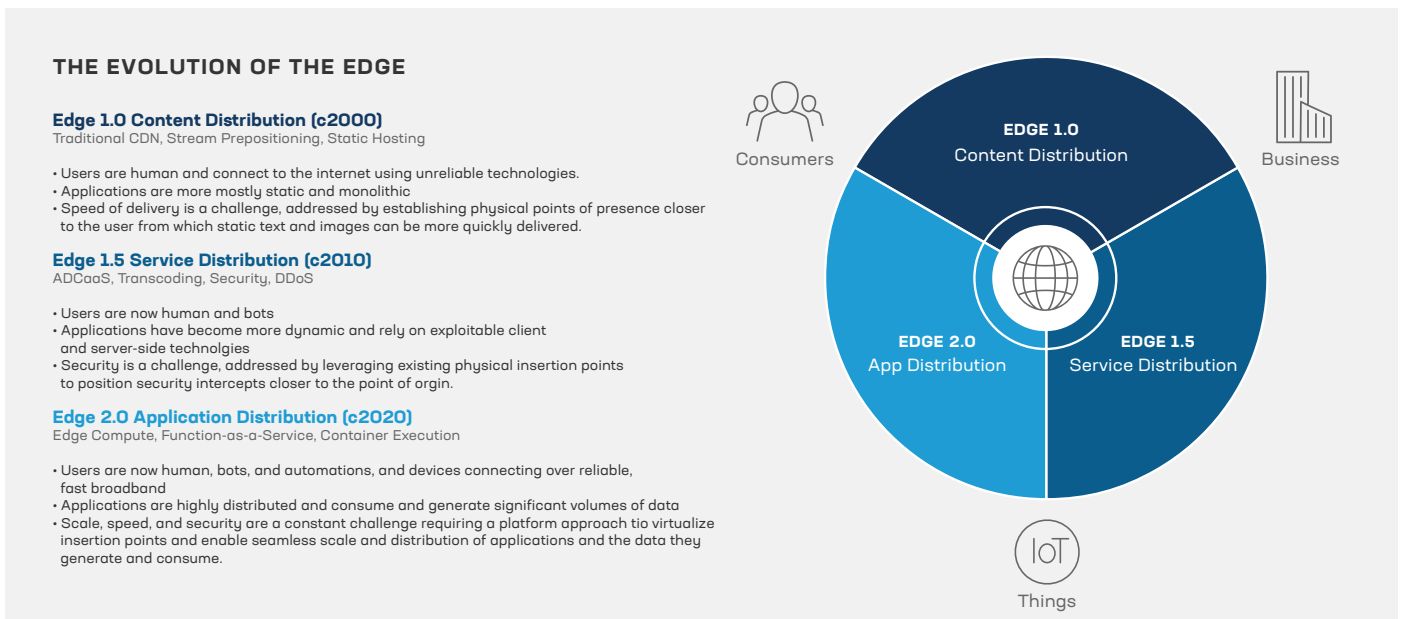 THE EVOLUTION OF THE EDGE
Edge 1.0 Content Distribution (c2000)
Traditional CDN, Stream Prepositioning, Static Hosting
• Users are human and connect to the internet using unreliable technologies.
• Applications are more mostly static and monolithic
• Speed of delivery is a challenge, addressed by establishing physical points of presence closer
to the user from which static text and images can be more quickly delivered.
Edge 1.5 Service Distribution (c2010)
ADCaaS, Transcoding, Security, DDoS
• Users are now human and bots
• Applications have become more dynamic and rely on exploitable client
and server-side technolgies
• Security is a challenge, addressed by leveraging existing physical insertion points
to position security intercepts closer to the point of orgin.
Edge 2.0 Application Distribution (c2020)
Edge Compute, Function-as-a-Service, Container Execution
• Users are now human, bots, and automations, and devices connecting over reliable,
fast broadband
• Applications are highly distributed and consume and generate significant volumes of data
• Scale, speed, and security are a constant challenge requiring a platform approach tio virtualize
insertion points and enable seamless scale and distribution of applications and the data they
generate and consume.
Consumers
EDGE 1.0
Content Distribution
Business
EDGE 2.0
App Distribution
EDGE 1.5
Service Distribution
IoT
Things